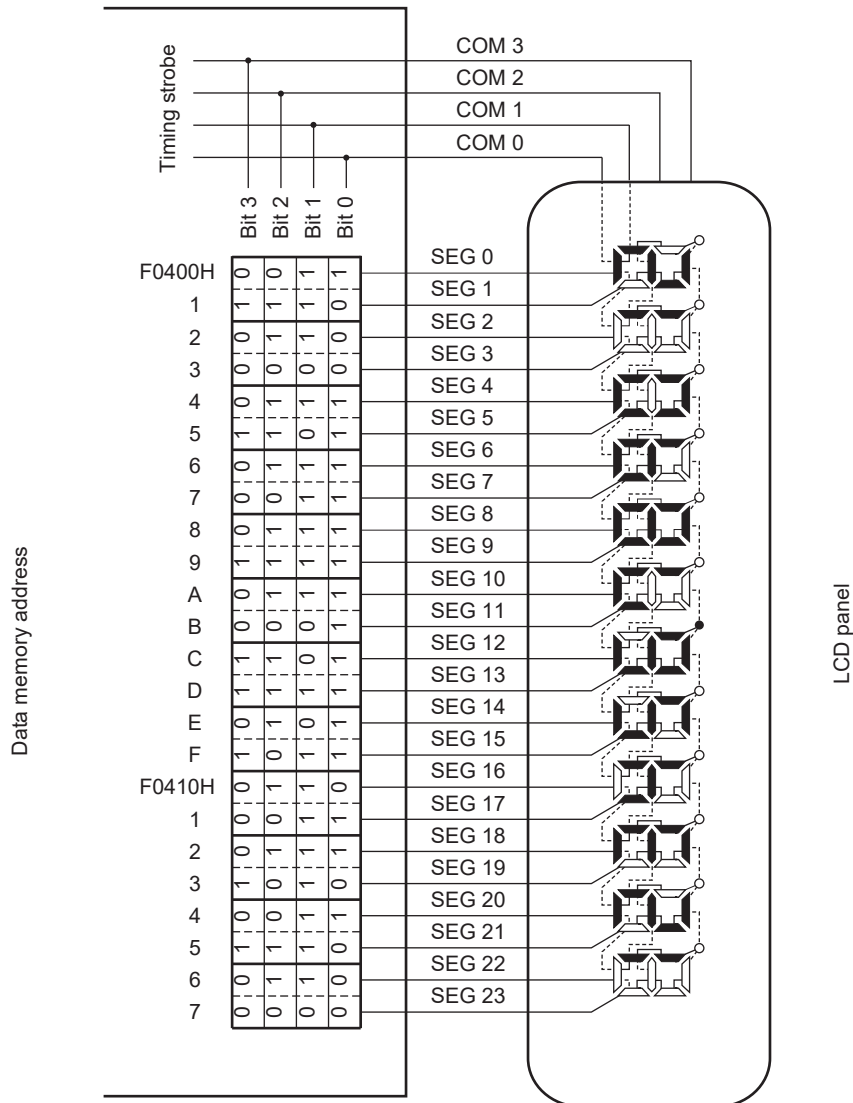 Timing strobe
COM 3
COM 2
COM 1
COM 0
Bit 3 Bit 2 Bit 1 Bit 0
F0400H 0 0 1 1 SEG 0
1 1 1 1 0 SEG 1
2 0 1 1 0 SEG 2
3 0 0 0 0 SEG 3
4 0 1 1 1 SEG 4
5 1 1 0 1 SEG 5
6 0 1 1 1 SEG 6
7 0 0 1 1 SEG 7
8 0 1 1 1 SEG 8
9 1 1 1 1 SEG 9
A 0 1 1 1 SEG 10
B 0 0 0 1 SEG 11
C 1 1 0 1 SEG 12
D 1 1 1 1 SEG 13
E 0 1 0 1 SEG 14
F 1 0 1 1 SEG 15
F0410H 0 1 1 0 SEG 16
1 0 0 1 1 SEG 17
2 0 1 1 1 SEG 18
3 1 0 1 0 SEG 19
4 0 0 1 1 SEG 20
5 1 1 1 0 SEG 21
6 0 1 1 0 SEG 22
7 0 1 0 0 SEG 23
Data memory address
LCD panel